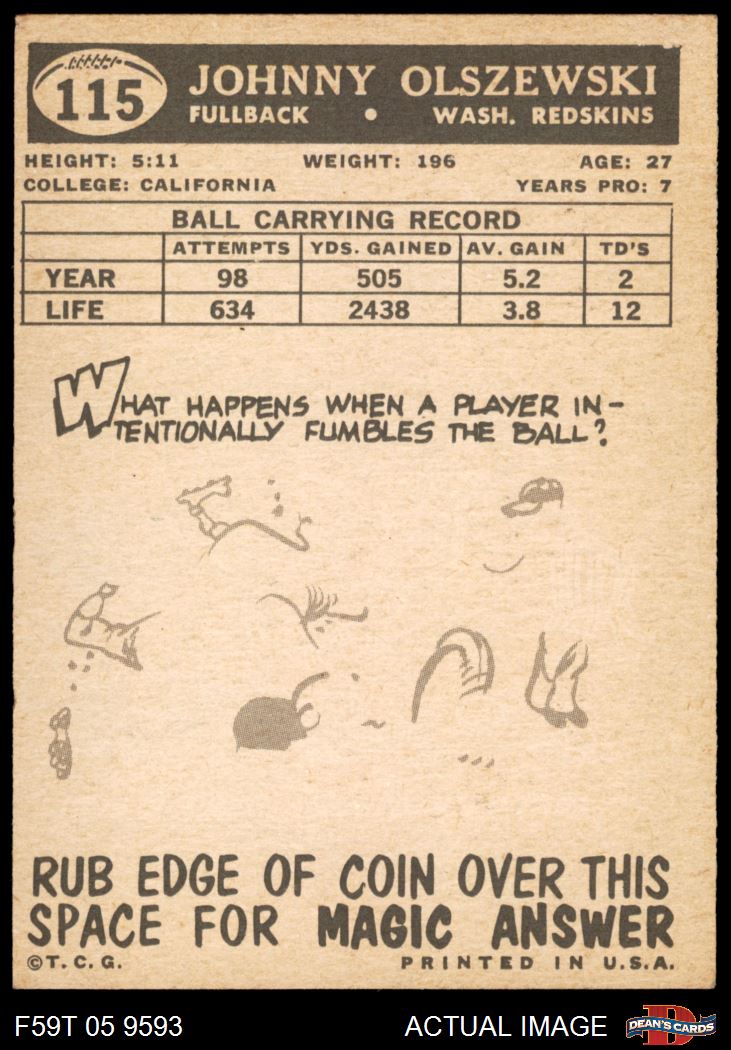 115
JOHNNY OLSZEWSKI
FULLBACK • WASH. REDSKINS
HEIGHT: 5:11 WEIGHT: 196 AGE: 27
COLLEGE: CALIFORNIA YEARS PRO: 7
BALL CARRYING RECORD
ATTEMPTS YDS. GAINED AV. GAIN TD'S
YEAR 98 505 5.2 2
LIFE 634 2438 3.8 12
WHAT HAPPENS WHEN A PLAYER IN-
TENTIONALLY FUMBLES THE BALL?
RUB EDGE OF COIN OVER THIS
SPACE FOR MAGIC ANSWER
©T.C.G. PRINTED IN U.S.A.
F59T 05 9593 ACTUAL IMAGE DEAN'S CARDS